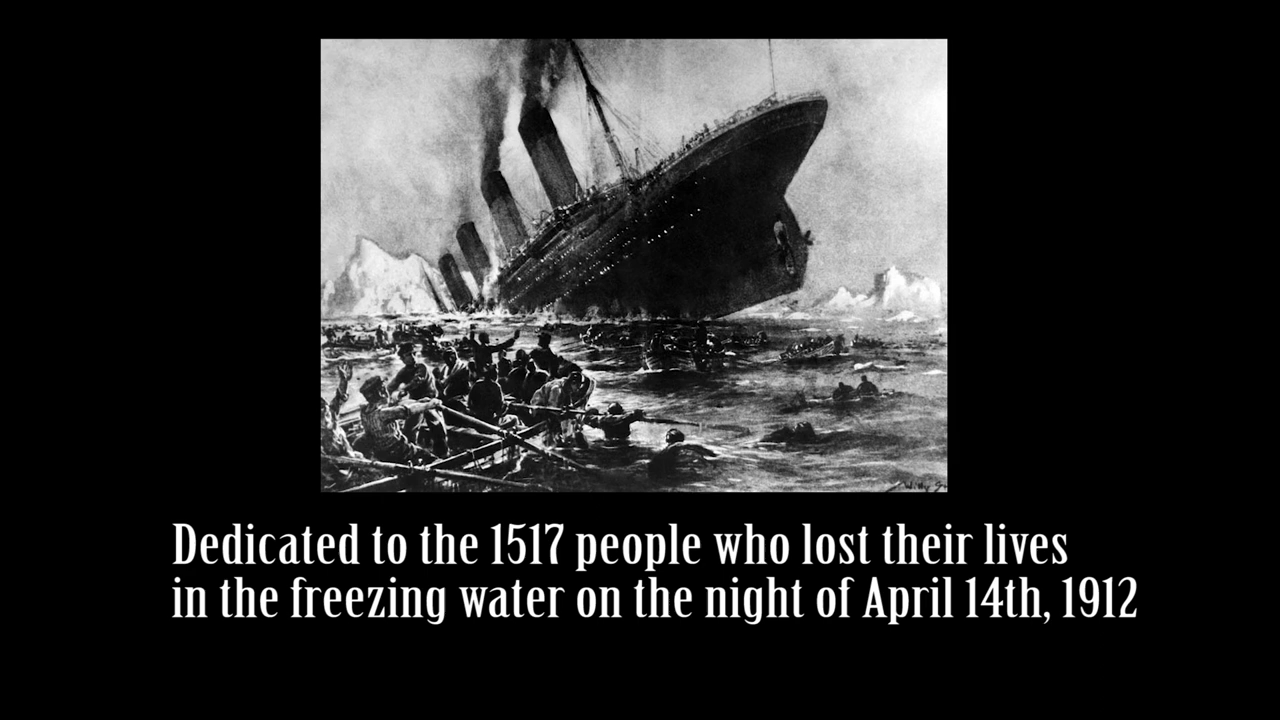 Dedicated to the 1517 people who lost their lives
in the freezing water on the night of April 14th, 1912